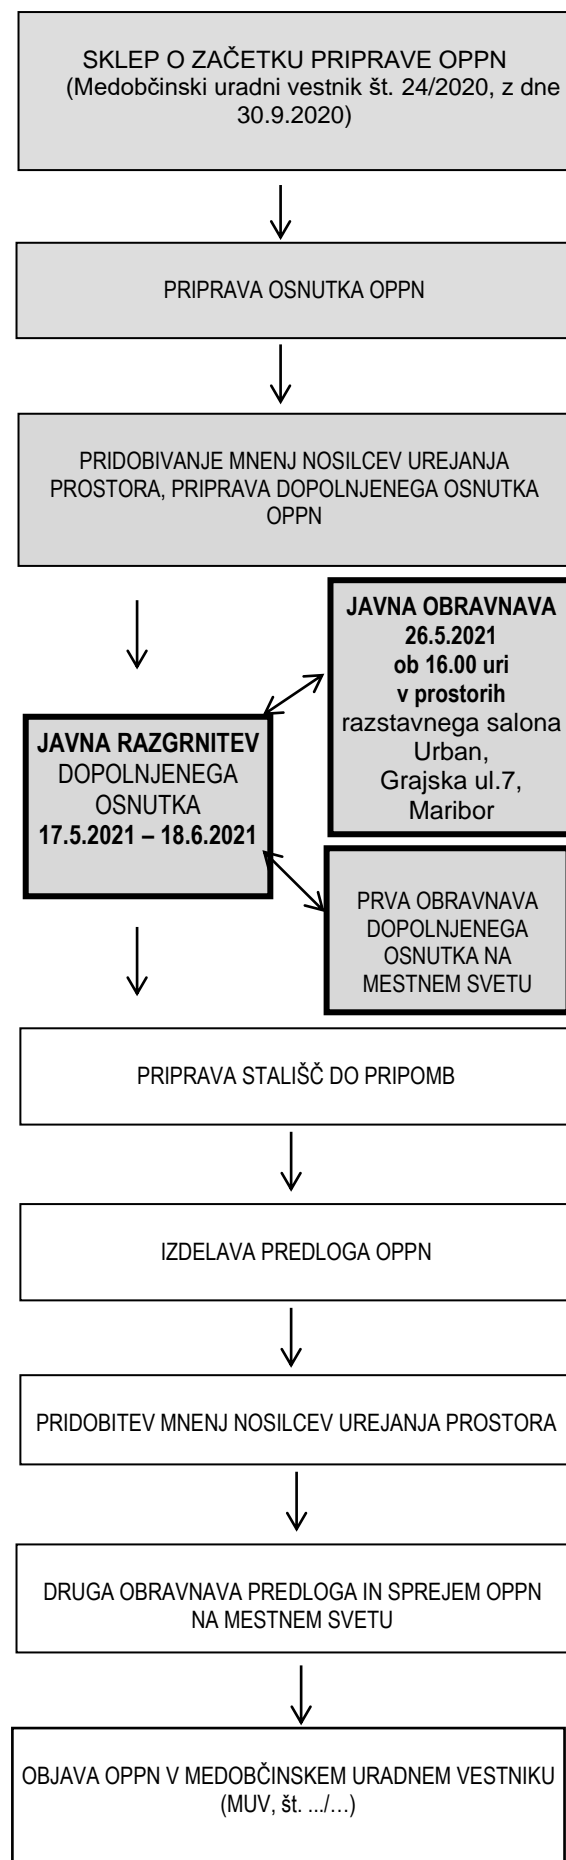 SKLEP O ZAČETKU PRIPRAVE OPPN
(Medobčinski uradni vestnik št. 24/2020, z dne
30.9.2020)
PRIPRAVA OSNUTKA OPPN
PRIDOBIVANJE MNENJ NOSILCEV UREJANJA
PROSTORA, PRIPRAVA DOPOLNJENEGA OSNUTKA
OPPN
JAVNA OBRAVNAVA
26.5.2021
ob 16.00 uri
v prostorih
razstavnega salona
Urban,
Grajska ul.7,
Maribor
JAVNA RAZGRNITEV
DOPOLNJENEGA
OSNUTKA
17.5.2021 – 18.6.2021
PRVA OBRAVNAVA
DOPOLNJENEGA
OSNUTKA NA
MESTNEM SVETU
PRIPRAVA STALIŠČ DO PRIPOMB
IZDELAVA PREDLOGA OPPN
PRIDOBITEV MNENJ NOSILCEV UREJANJA PROSTORA
DRUGA OBRAVNAVA PREDLOGA IN SPREJEM OPPN
NA MESTNEM SVETU
OBJAVA OPPN V MEDOBČINSKEM URADNEM VESTNIKU
(MUV, št. .../…)